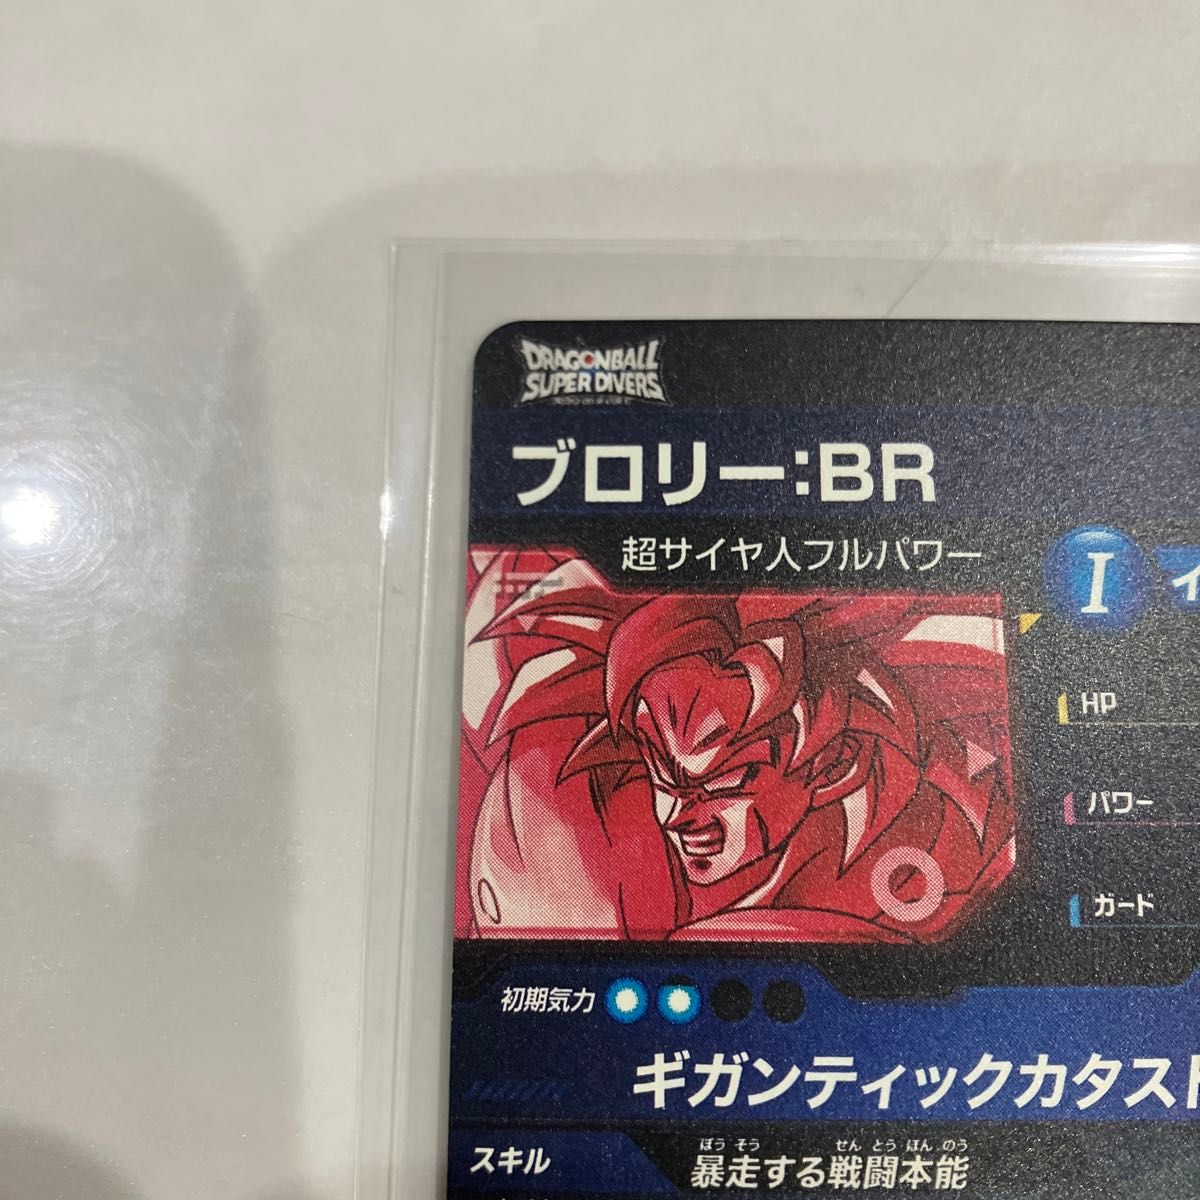 DRAGONBALL
SUPER DIVERS
ブロリー:BR
超サイヤ人フルパワー
I イ
HP
パワー
ガード
初期気力
ギガンティックカタスト
スキル
ぼうそう せんとうほんのう
暴走する戦闘本能